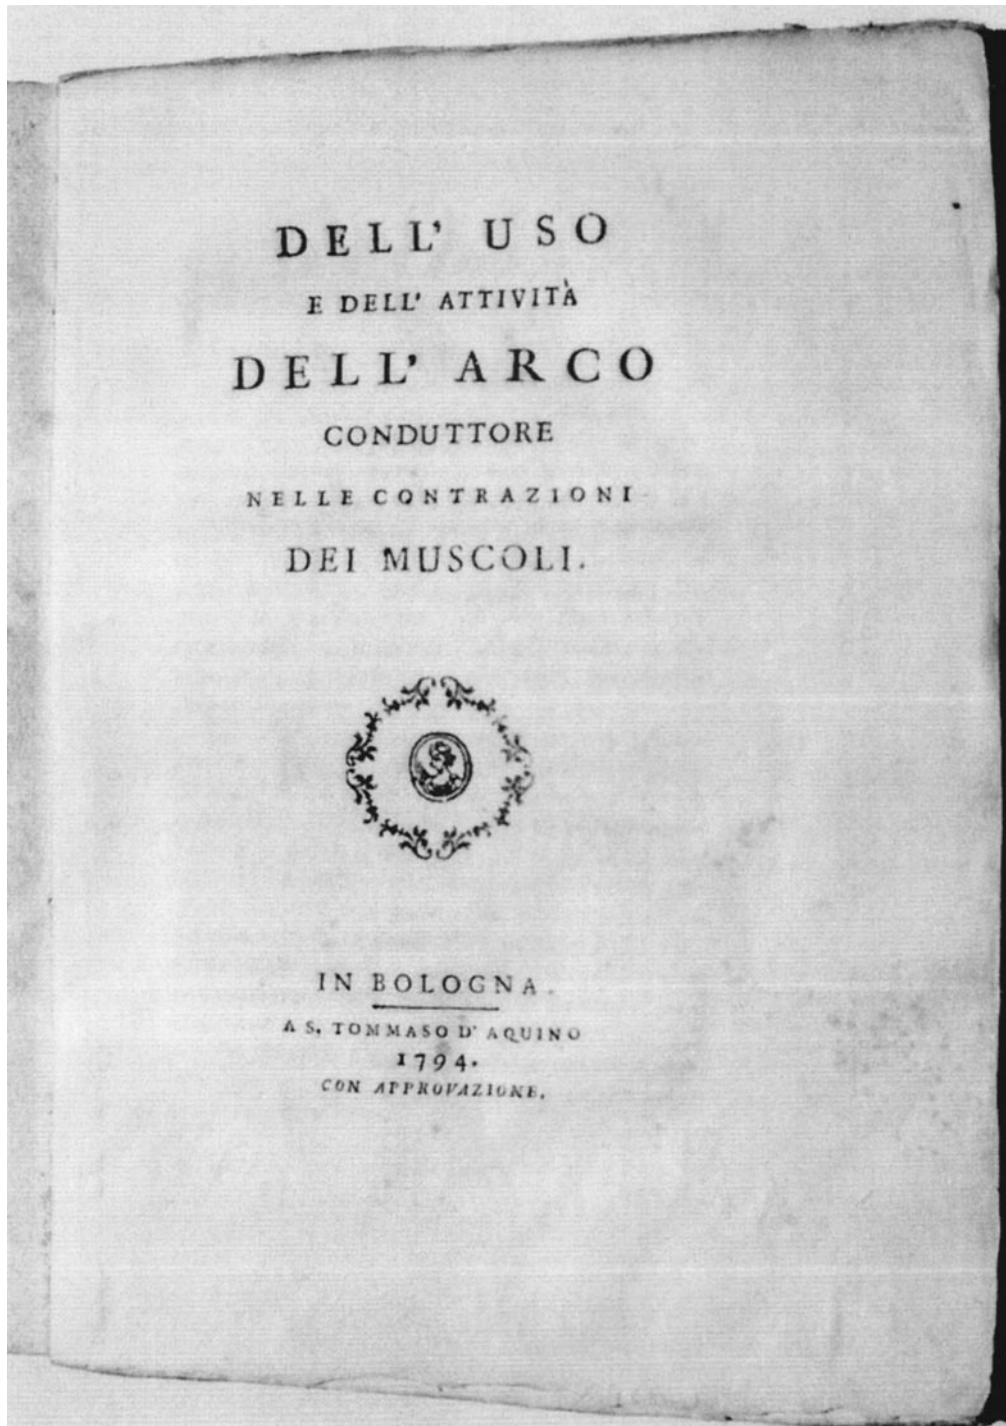 DELL' USO
E DELL' ATTIVITÀ
DELL' ARCO
CONDUTTORE
NELLE CONTRAZIONI
DEI MUSCOLI.
IN BOLOGNA.
A S. TOMMASO D' AQUINO
1794.
CON APPROVAZIONE.